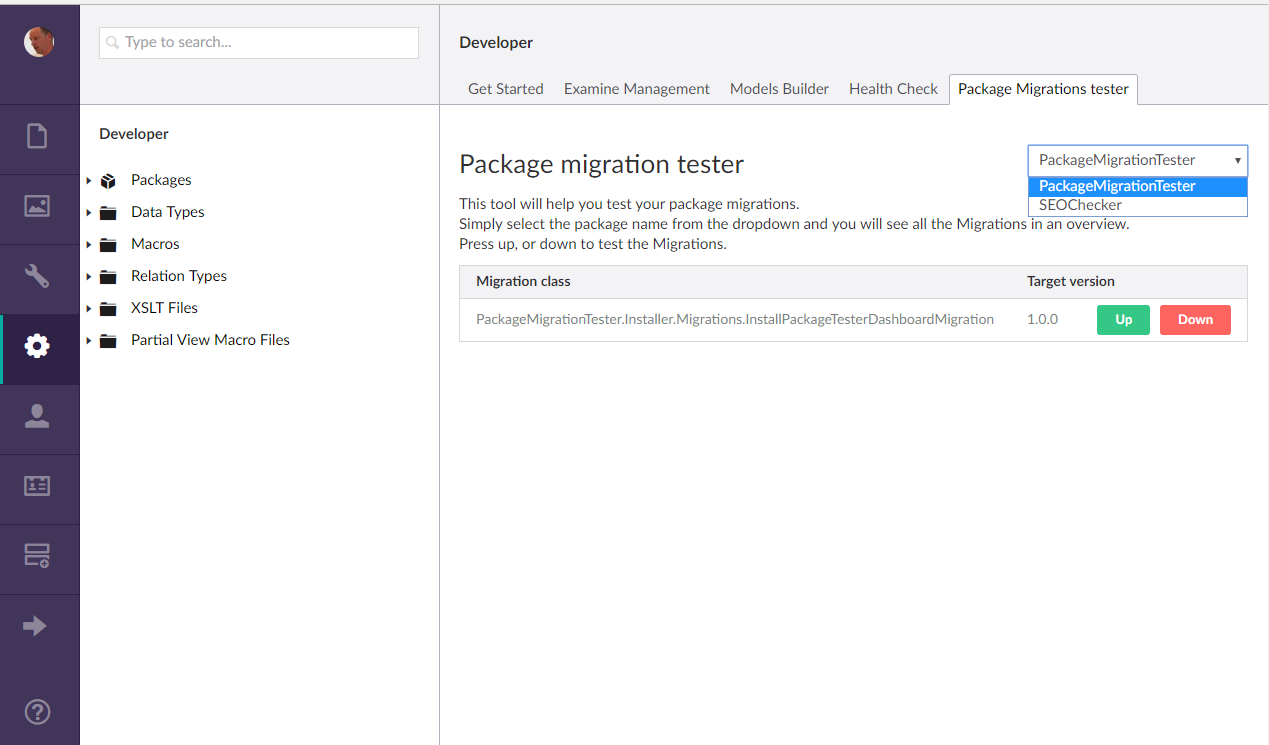 Type to search...
Developer
Packages
Data Types
Macros
Relation Types
XSLT Files
Partial View Macro Files
Developer
Get Started
Examine Management
Models Builder
Health Check
Package Migrations tester
Package migration tester
PackageMigrationTester
PackageMigrationTester
SEOChecker
This tool will help you test your package migrations.
Simply select the package name from the dropdown and you will see all the Migrations in an overview.
Press up, or down to test the Migrations.
Migration class
Target version
PackageMigrationTester.Installer.Migrations.InstallPackageTesterDashboardMigration
1.0.0
Up
Down